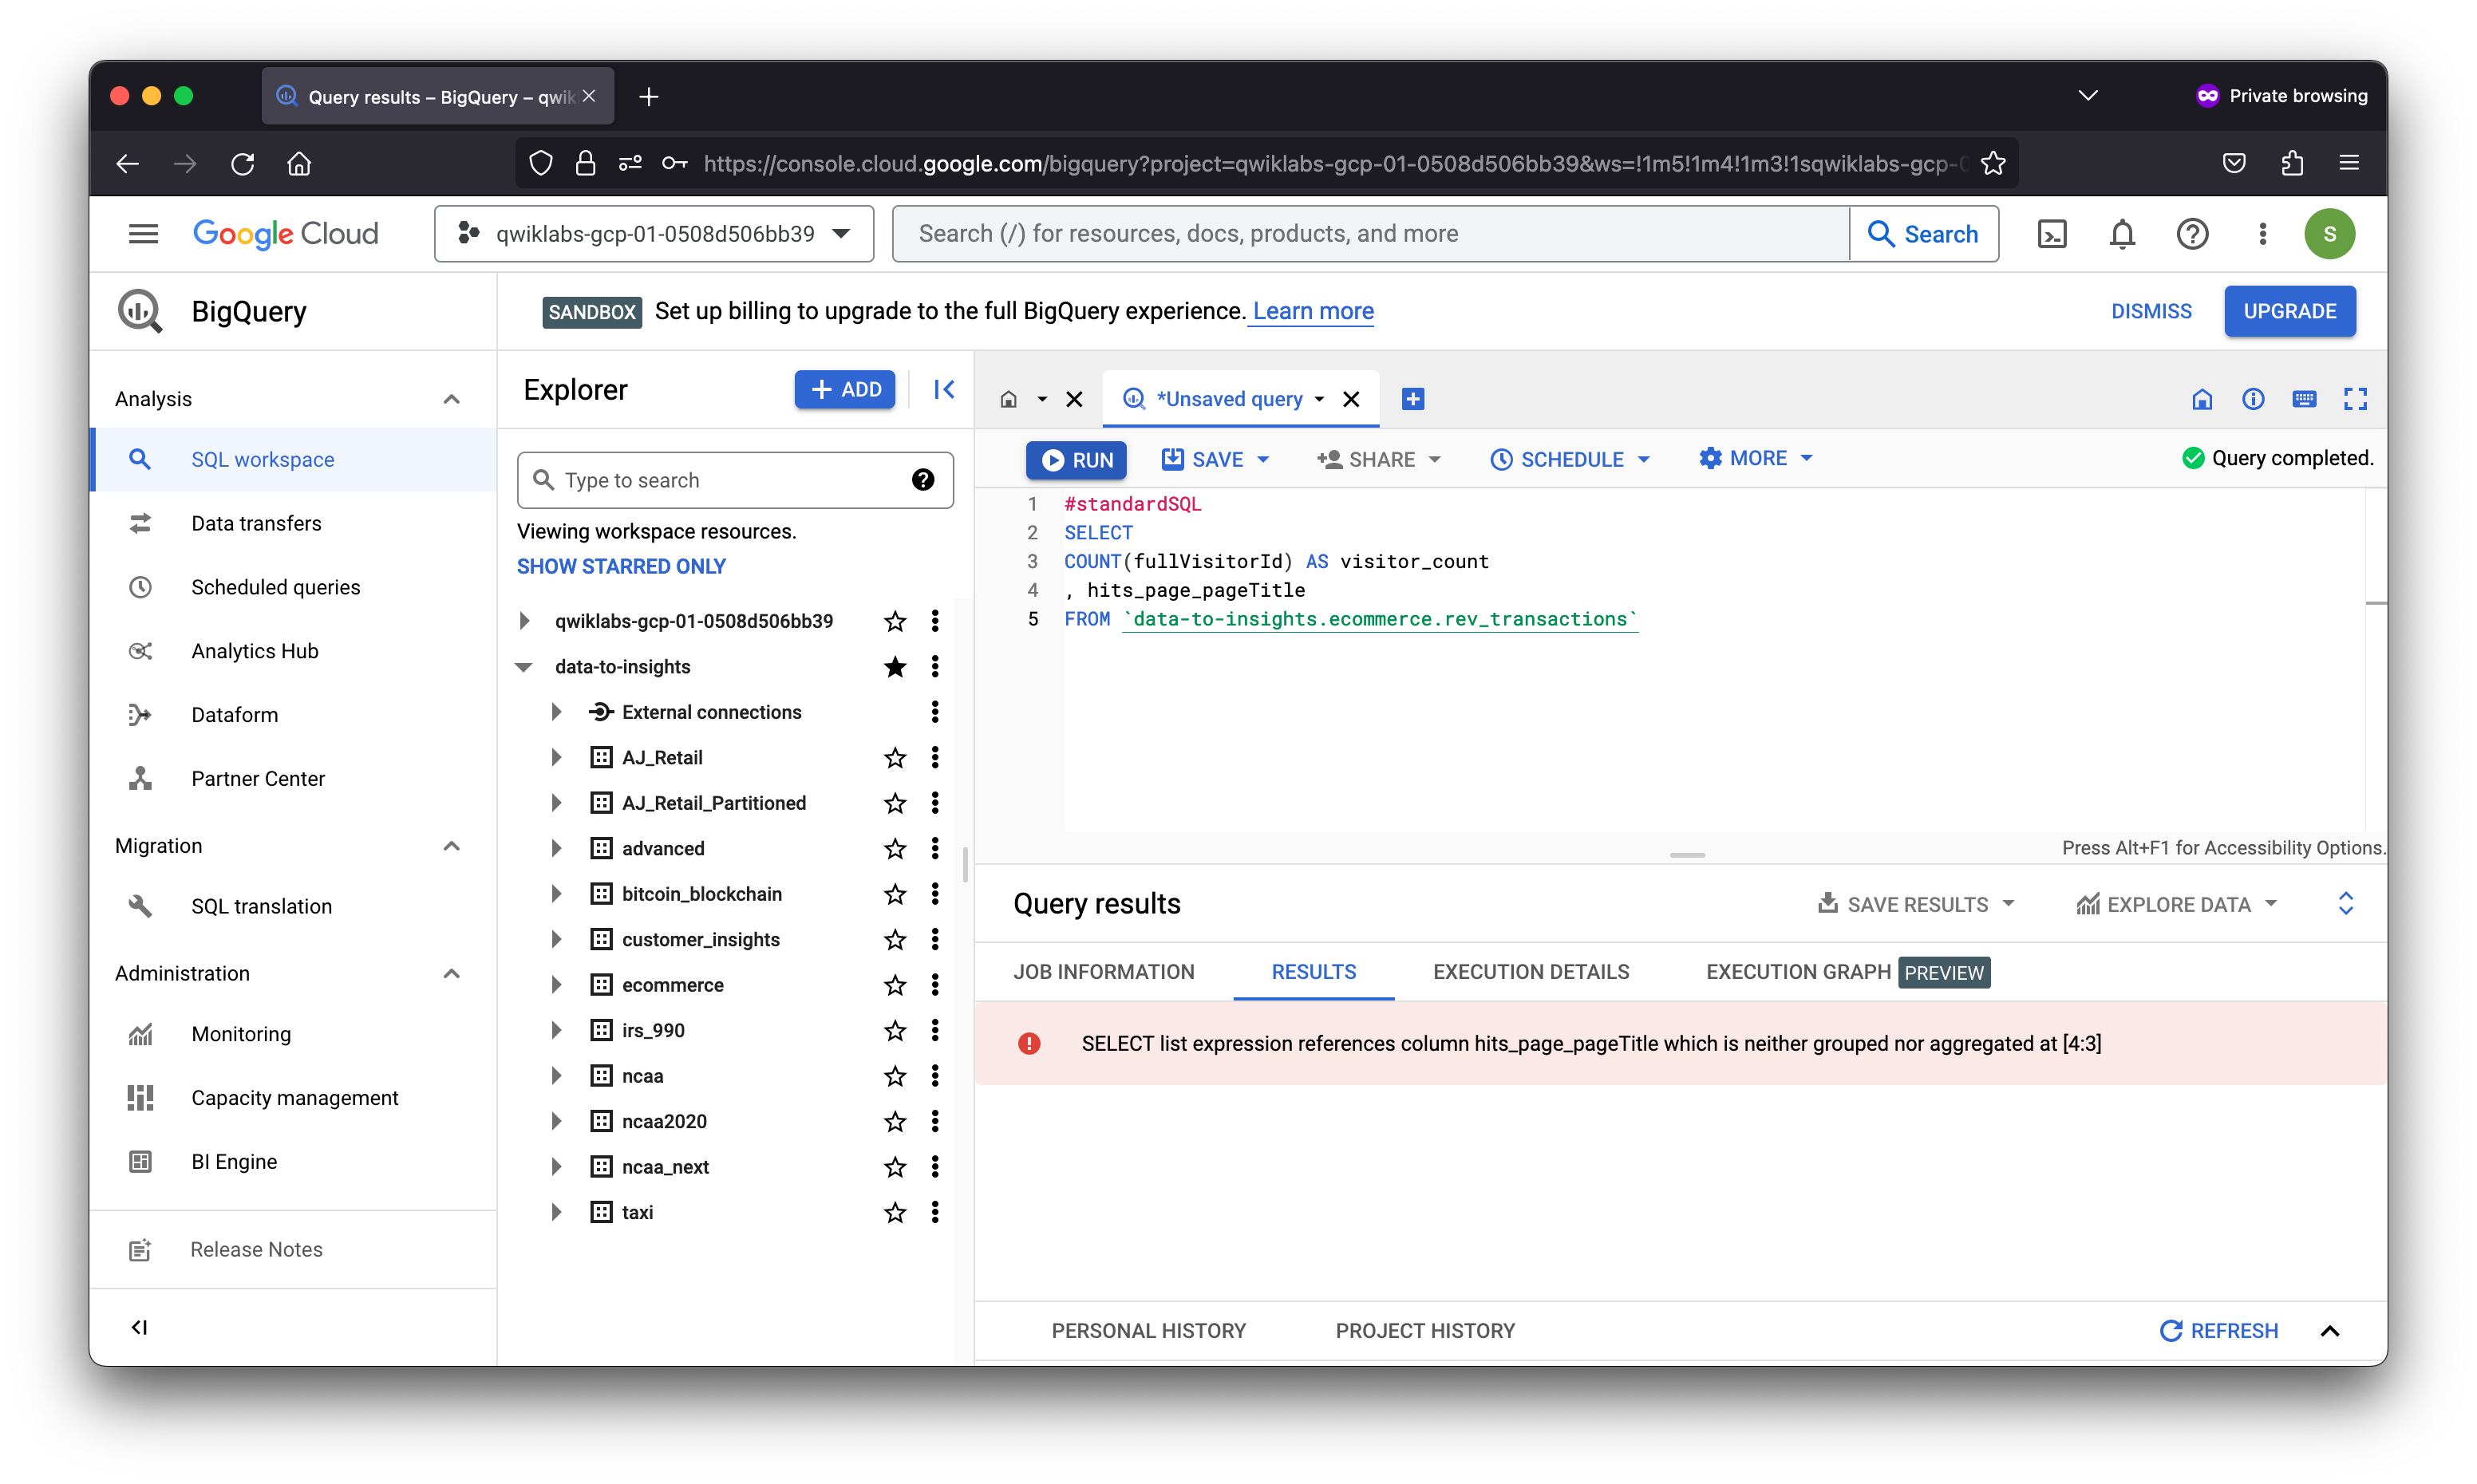 Query results – BigQuery – qwik
Private browsing
https://console.cloud.google.com/bigquery?project=qwiklabs-gcp-01-0508d506bb39&ws=!1m5!1m4!1m3!1sqwiklabs-gcp-0
Google Cloud
qwiklabs-gcp-01-0508d506bb39
Search (/) for resources, docs, products, and more
Search
S
BigQuery
SANDBOX Set up billing to upgrade to the full BigQuery experience. Learn more
DISMISS
UPGRADE
Analysis
SQL workspace
Data transfers
Scheduled queries
Analytics Hub
Dataform
Partner Center
Migration
SQL translation
Administration
Monitoring
Capacity management
BI Engine
Release Notes
Explorer
+ ADD
Type to search
Viewing workspace resources.
SHOW STARRED ONLY
qwiklabs-gcp-01-0508d506bb39
data-to-insights
External connections
AJ_Retail
AJ_Retail_Partitioned
advanced
bitcoin_blockchain
customer_insights
ecommerce
irs_990
ncaa
ncaa2020
ncaa_next
taxi
*Unsaved query
RUN
SAVE
SHARE
SCHEDULE
MORE
Query completed.
1 #standardSQL
2 SELECT
3 COUNT(fullVisitorId) AS visitor_count
4 , hits_page_pageTitle
5 FROM `data-to-insights.ecommerce.rev_transactions`
Press Alt+F1 for Accessibility Options.
Query results
SAVE RESULTS
EXPLORE DATA
JOB INFORMATION
RESULTS
EXECUTION DETAILS
EXECUTION GRAPH PREVIEW
SELECT list expression references column hits_page_pageTitle which is neither grouped nor aggregated at [4:3]
PERSONAL HISTORY
PROJECT HISTORY
REFRESH